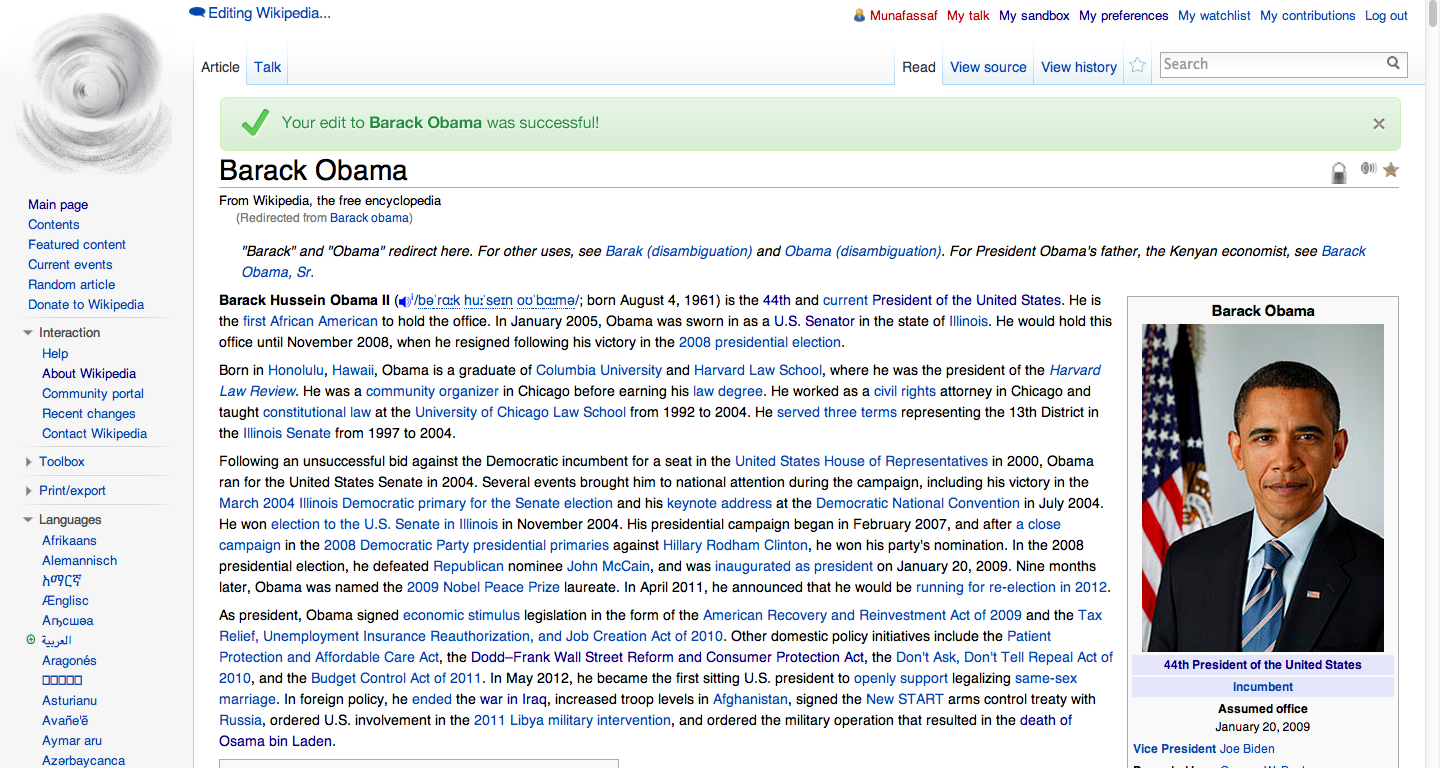 Editing Wikipedia...
Munafassaf My talk My sandbox My preferences My watchlist My contributions Log out
Article Talk Read View source View history Search
Your edit to Barack Obama was successful!
Barack Obama
From Wikipedia, the free encyclopedia
(Redirected from Barack obama)
"Barack" and "Obama" redirect here. For other uses, see Barak (disambiguation) and Obama (disambiguation). For President Obama's father, the Kenyan economist, see Barack
Obama, Sr.
Barack Hussein Obama II (/bəˈrɑːk huːˈseɪn oʊˈbɑːmə/; born August 4, 1961) is the 44th and current President of the United States. He is
the first African American to hold the office. In January 2005, Obama was sworn in as a U.S. Senator in the state of Illinois. He would hold this
office until November 2008, when he resigned following his victory in the 2008 presidential election.
Born in Honolulu, Hawaii, Obama is a graduate of Columbia University and Harvard Law School, where he was the president of the Harvard
Law Review. He was a community organizer in Chicago before earning his law degree. He worked as a civil rights attorney in Chicago and
taught constitutional law at the University of Chicago Law School from 1992 to 2004. He served three terms representing the 13th District in
the Illinois Senate from 1997 to 2004.
Following an unsuccessful bid against the Democratic incumbent for a seat in the United States House of Representatives in 2000, Obama
ran for the United States Senate in 2004. Several events brought him to national attention during the campaign, including his victory in the
March 2004 Illinois Democratic primary for the Senate election and his keynote address at the Democratic National Convention in July 2004.
He won election to the U.S. Senate in Illinois in November 2004. His presidential campaign began in February 2007, and after a close
campaign in the 2008 Democratic Party presidential primaries against Hillary Rodham Clinton, he won his party's nomination. In the 2008
presidential election, he defeated Republican nominee John McCain, and was inaugurated as president on January 20, 2009. Nine months
later, Obama was named the 2009 Nobel Peace Prize laureate. In April 2011, he announced that he would be running for re-election in 2012.
As president, Obama signed economic stimulus legislation in the form of the American Recovery and Reinvestment Act of 2009 and the Tax
Relief, Unemployment Insurance Reauthorization, and Job Creation Act of 2010. Other domestic policy initiatives include the Patient
Protection and Affordable Care Act, the Dodd–Frank Wall Street Reform and Consumer Protection Act, the Don't Ask, Don't Tell Repeal Act of
2010, and the Budget Control Act of 2011. In May 2012, he became the first sitting U.S. president to openly support legalizing same-sex
marriage. In foreign policy, he ended the war in Iraq, increased troop levels in Afghanistan, signed the New START arms control treaty with
Russia, ordered U.S. involvement in the 2011 Libya military intervention, and ordered the military operation that resulted in the death of
Osama bin Laden.
Barack Obama
44th President of the United States
Incumbent
Assumed office
January 20, 2009
Vice President Joe Biden
Main page
Contents
Featured content
Current events
Random article
Donate to Wikipedia
Interaction
Help
About Wikipedia
Community portal
Recent changes
Contact Wikipedia
Toolbox
Print/export
Languages
Afrikaans
Alemannisch
አማርኛ
Ænglisc
Аҧсшәа
العربية
Aragonés
Asturianu
Avañe'ẽ
Aymar aru
Azərbaycanca